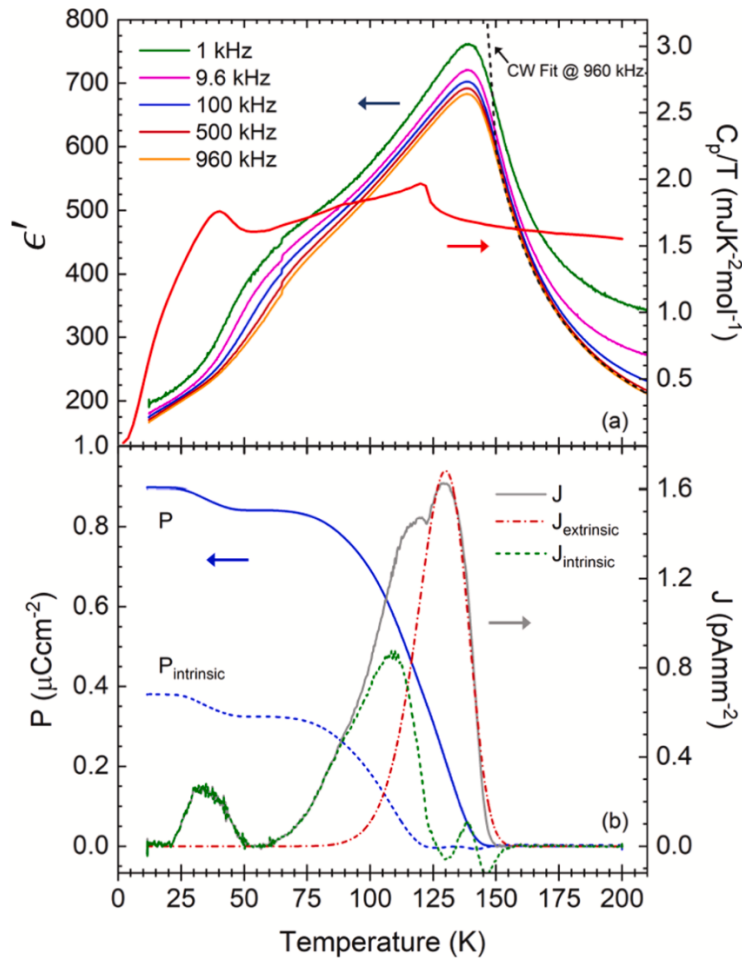 800
700
600
500
400
300
200
1.0
ϵ′
1 kHz
9.6 kHz
100 kHz
500 kHz
960 kHz
CW Fit @ 960 kHz
(a)
3.0
2.5
2.0
1.5
1.0
0.5
Cp/T (mJK⁻²mol⁻¹)
0.8
0.6
0.4
0.2
0.0
P (μCcm⁻²)
P
Pintrinsic
J
Jextrinsic
Jintrinsic
(b)
1.6
1.2
0.8
0.4
0.0
J (pAmm⁻²)
0 25 50 75 100 125 150 175 200
Temperature (K)